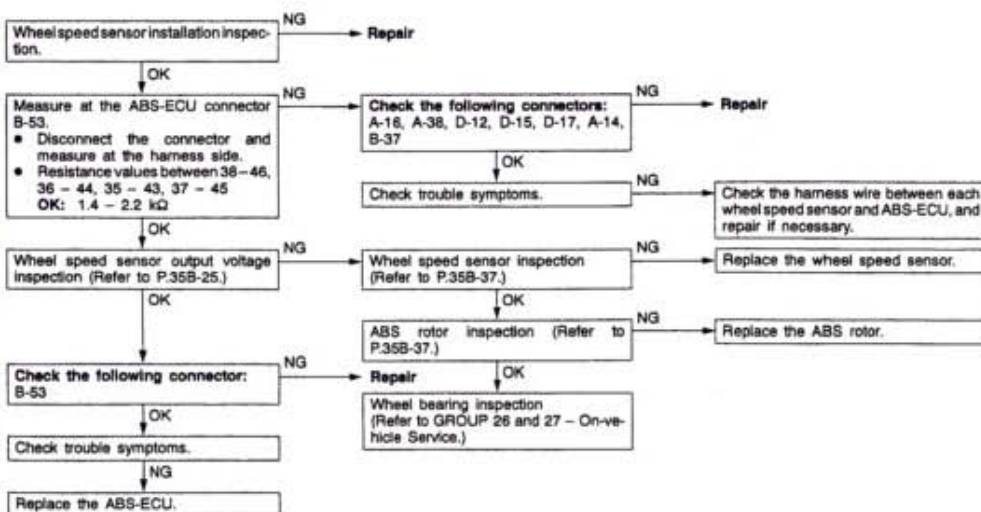 Wheel speed sensor installation inspec-
tion.
NG
Repair
OK
Measure at the ABS-ECU connector
B-53.
● Disconnect the connector and
measure at the harness side.
● Resistance values between 38–46,
36 – 44, 35 – 43, 37 – 45
OK: 1.4 – 2.2 kΩ
NG
Check the following connectors:
A-16, A-38, D-12, D-15, D-17, A-14,
B-37
NG
Repair
OK
Check trouble symptoms.
NG
Check the harness wire between each
wheel speed sensor and ABS-ECU, and
repair if necessary.
OK
Wheel speed sensor output voltage
inspection (Refer to P.35B-25.)
NG
Wheel speed sensor inspection
(Refer to P.35B-37.)
NG
Replace the wheel speed sensor.
OK
ABS rotor inspection (Refer to
P.35B-37.)
NG
Replace the ABS rotor.
OK
Wheel bearing inspection
(Refer to GROUP 26 and 27 – On-ve-
hicle Service.)
OK
Check the following connector:
B-53
NG
Repair
OK
Check trouble symptoms.
NG
Replace the ABS-ECU.